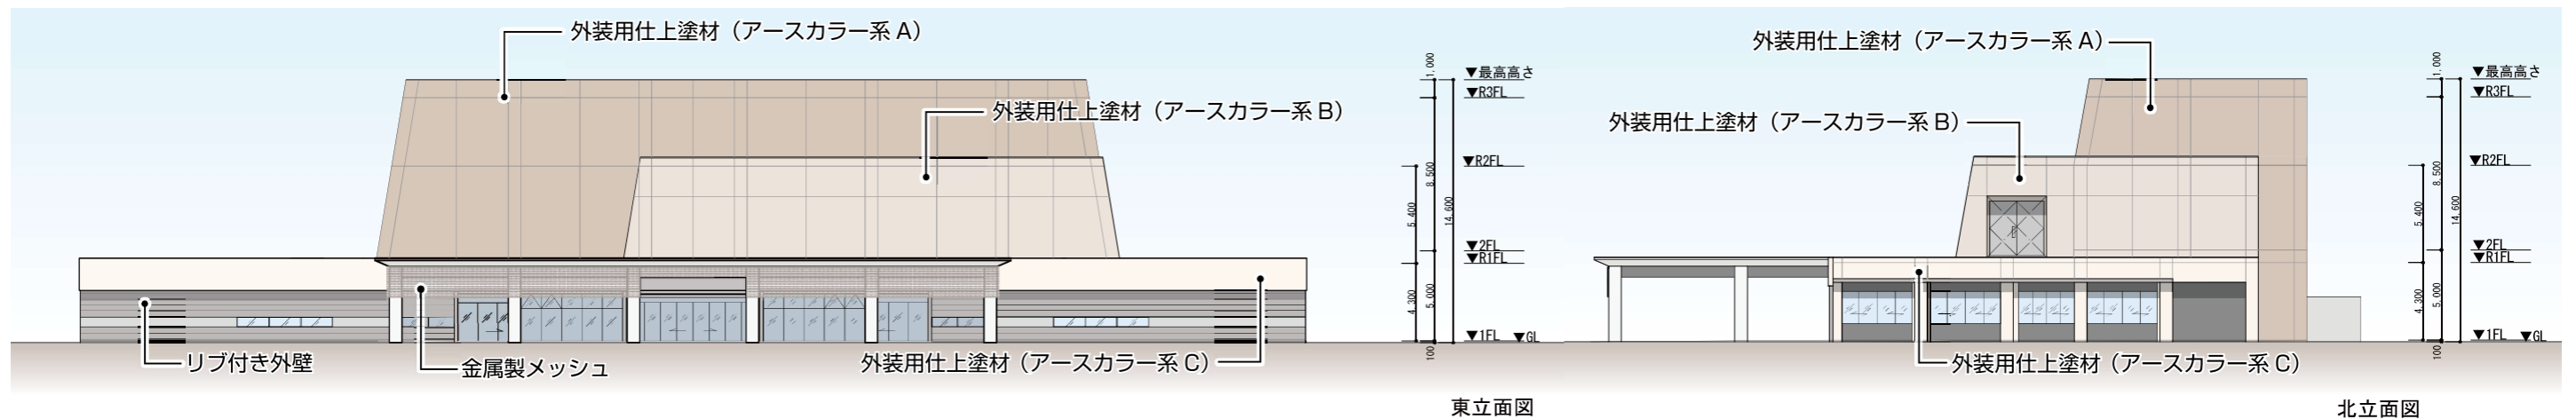 外装用仕上塗材（アースカラー系 A）
外装用仕上塗材（アースカラー系 B）
リブ付き外壁
金属製メッシュ
外装用仕上塗材（アースカラー系 C）
▼最高高さ
▼R3FL
▼R2FL
▼2FL
▼R1FL
▼1FL ▼GL
1,000
8,500
5,400
14,600
4,300
5,000
100
東立面図
外装用仕上塗材（アースカラー系 A）
外装用仕上塗材（アースカラー系 B）
外装用仕上塗材（アースカラー系 C）
▼最高高さ
▼R3FL
▼R2FL
▼2FL
▼R1FL
▼1FL ▼GL
1,000
8,500
5,400
14,600
4,300
5,000
100
北立面図